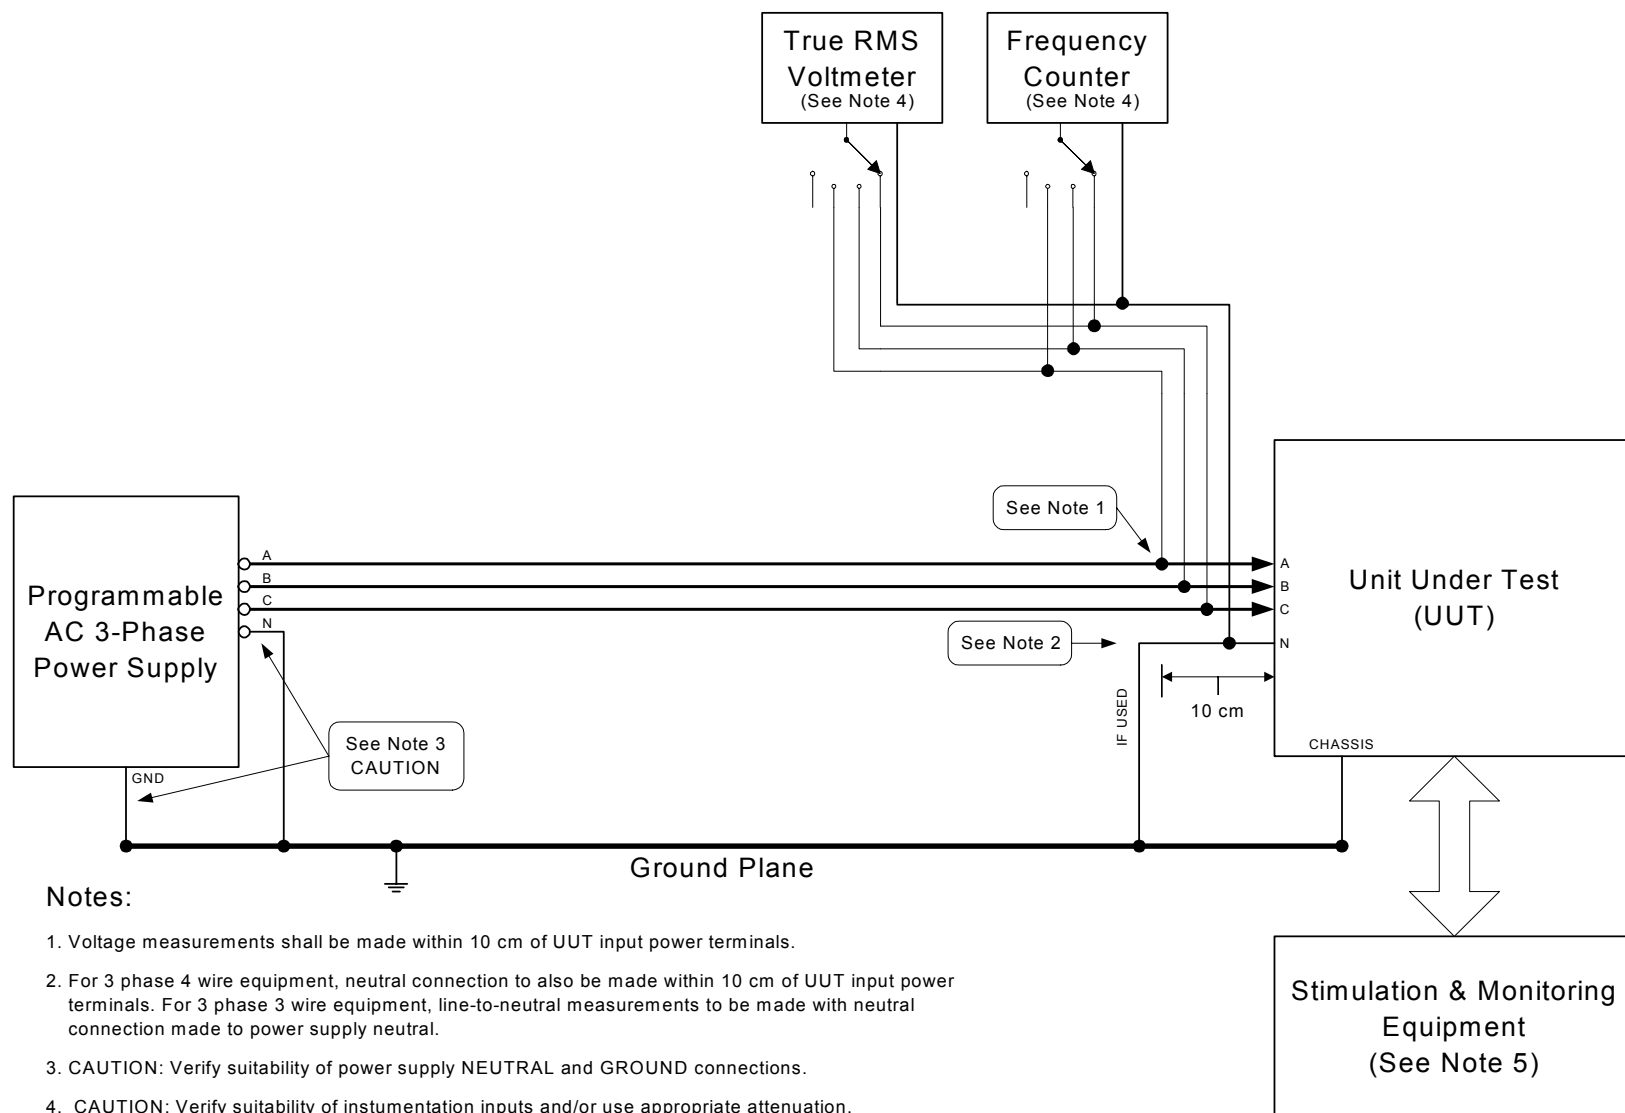 True RMS
Voltmeter
(See Note 4)
Frequency
Counter
(See Note 4)
See Note 1
Programmable
AC 3-Phase
Power Supply
A
B
C
N
A
B
C
N
Unit Under Test
(UUT)
See Note 2
IF USED
10 cm
See Note 3
CAUTION
CHASSIS
GND
Ground Plane
Notes:
1. Voltage measurements shall be made within 10 cm of UUT input power terminals.
2. For 3 phase 4 wire equipment, neutral connection to also be made within 10 cm of UUT input power
terminals. For 3 phase 3 wire equipment, line-to-neutral measurements to be made with neutral
connection made to power supply neutral.
3. CAUTION: Verify suitability of power supply NEUTRAL and GROUND connections.
4. CAUTION: Verify suitability of instumentation inputs and/or use appropriate attenuation.
Stimulation & Monitoring
Equipment
(See Note 5)